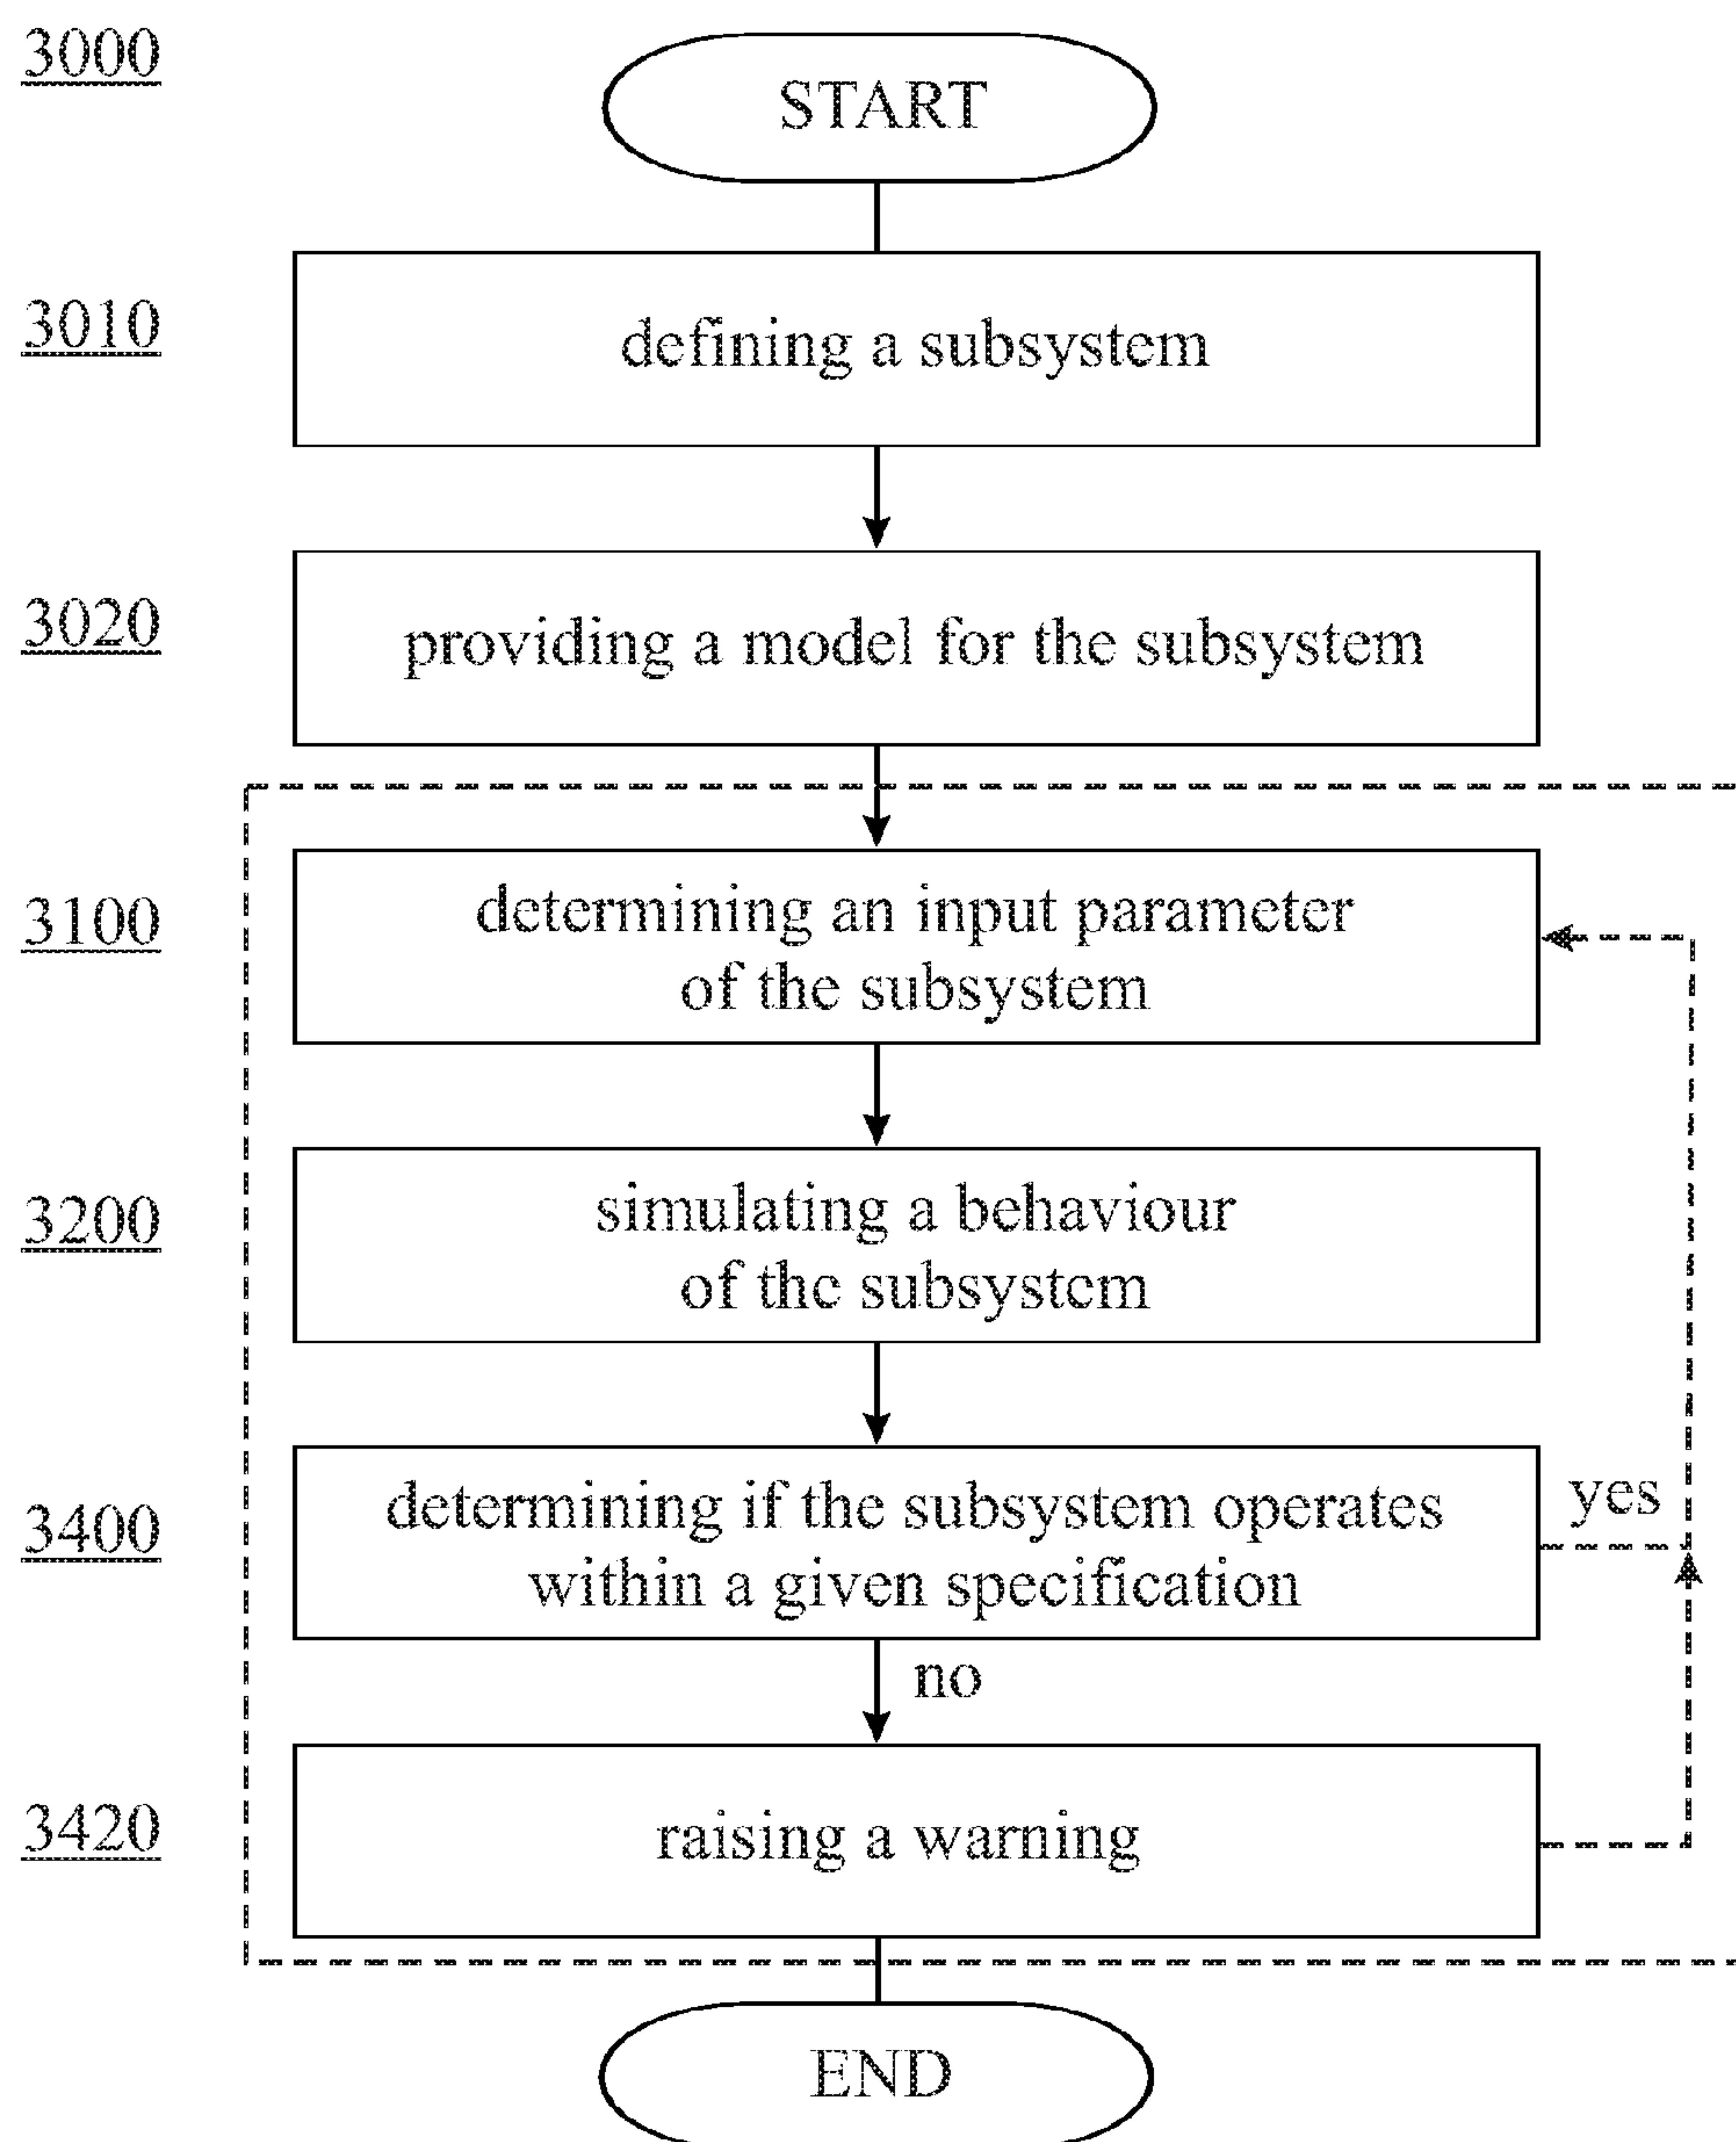 3000
START
3010
defining a subsystem
3020
providing a model for the subsystem
3100
determining an input parameter
of the subsystem
3200
simulating a behaviour
of the subsystem
3400
determining if the subsystem operates
within a given specification
yes
no
3420
raising a warning
END